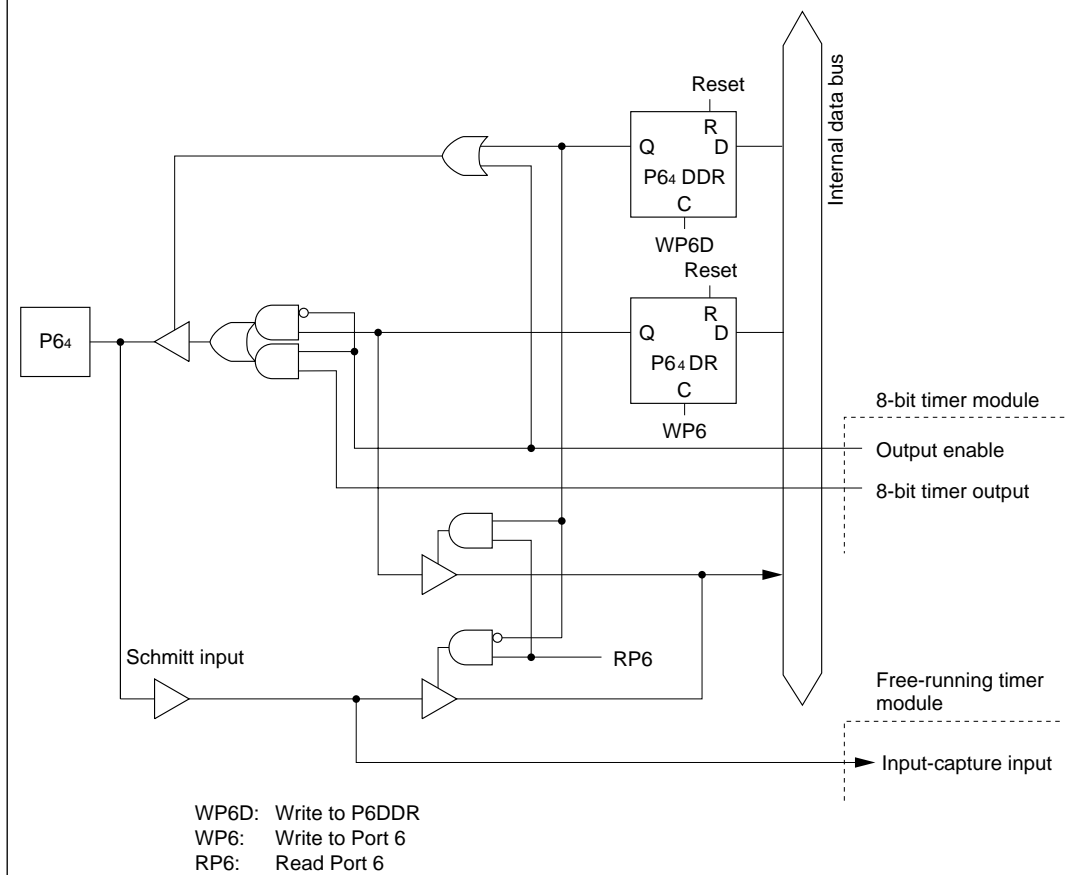 Reset
R
Q D
P6₄ DDR
C
WP6D
Reset
R
Q D
P6₄ DR
C
WP6
Internal data bus
P6₄
8-bit timer module
Output enable
8-bit timer output
Schmitt input
RP6
Free-running timer
module
Input-capture input
WP6D: Write to P6DDR
WP6: Write to Port 6
RP6: Read Port 6